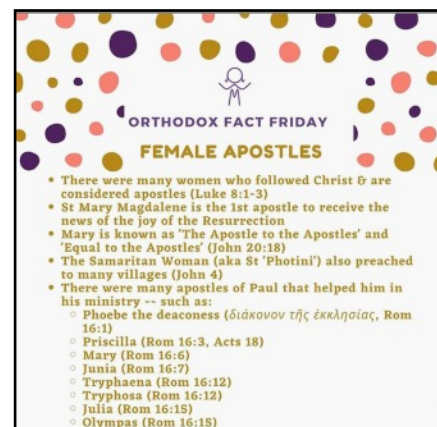 ORTHODOX FACT FRIDAY
FEMALE APOSTLES
• There were many women who followed Christ & are
considered apostles (Luke 8:1-3)
• St Mary Magdalene is the 1st apostle to receive the
news of the joy of the Resurrection
• Mary is known as 'The Apostle to the Apostles' and
'Equal to the Apostles' (John 20:18)
• The Samaritan Woman (aka St 'Photini') also preached
to many villages (John 4)
• There were many apostles of Paul that helped him in
his ministry -- such as:
○ Phoebe the deaconess (διάκονον τῆς ἐκκλησίας, Rom
16:1)
○ Priscilla (Rom 16:3, Acts 18)
○ Mary (Rom 16:6)
○ Junia (Rom 16:7)
○ Tryphaena (Rom 16:12)
○ Tryphosa (Rom 16:12)
○ Julia (Rom 16:15)
○ Olympas (Rom 16:15)